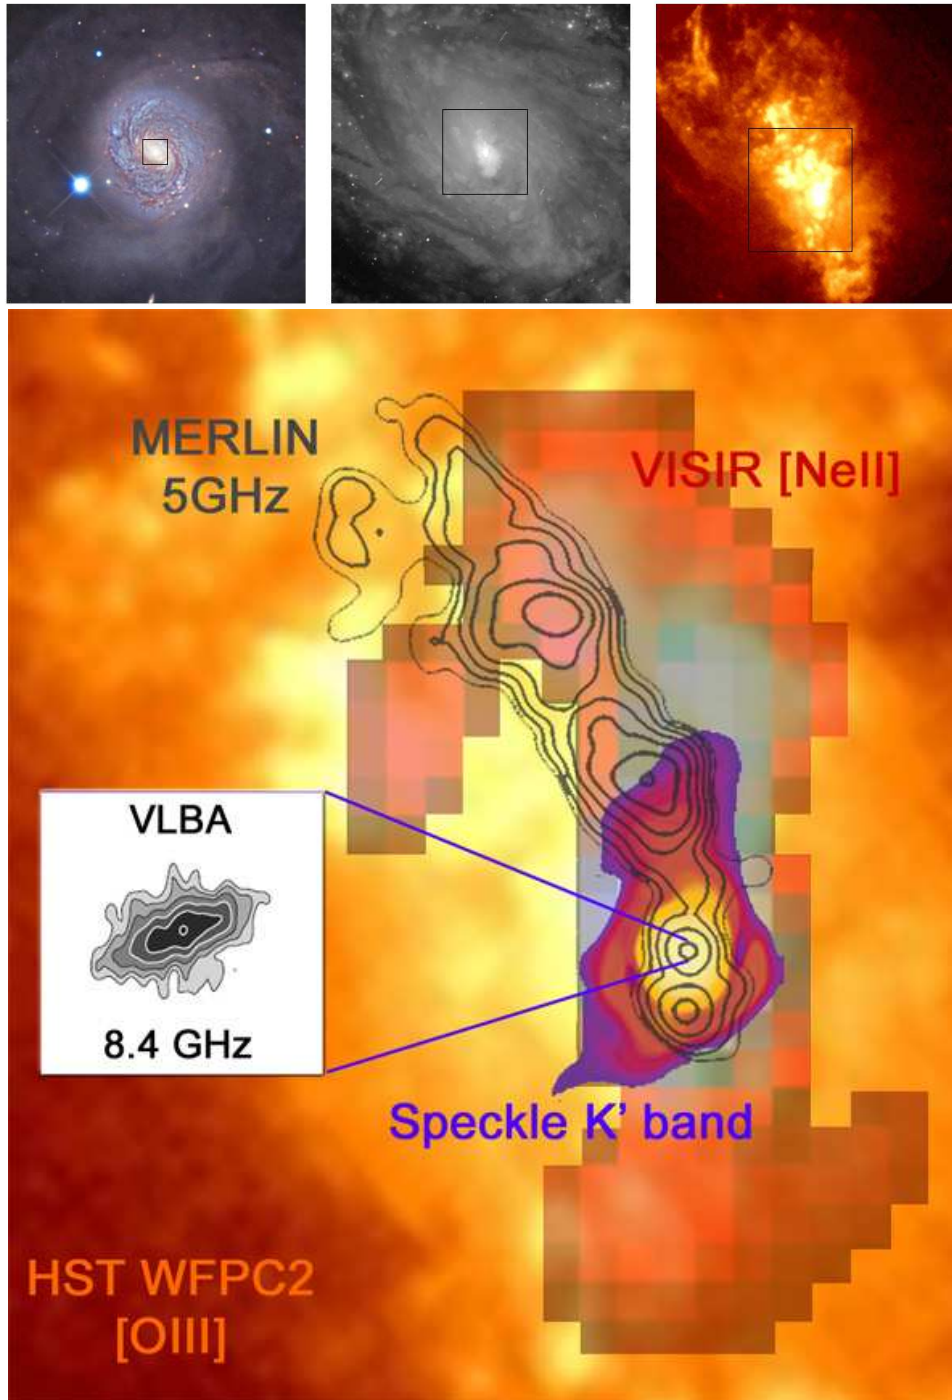 MERLIN
5GHz
VISIR [NeII]
VLBA
8.4 GHz
Speckle K’ band
HST WFPC2
[OIII]